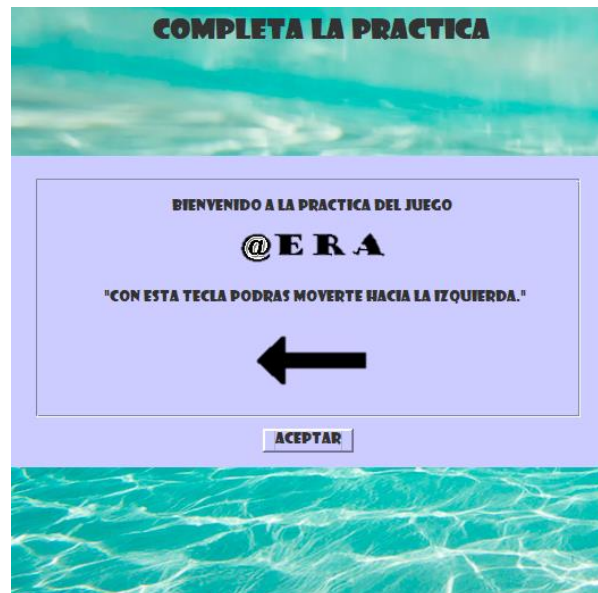 COMPLETA LA PRACTICA
BIENVENIDO A LA PRACTICA DEL JUEGO
@ERA
"CON ESTA TECLA PODRAS MOVERTE HACIA LA IZQUIERDA."
ACEPTAR